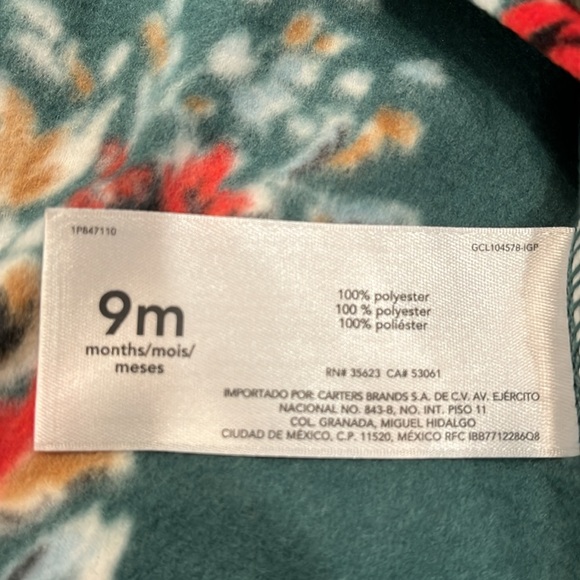 1P847110
GCL104578-IGP
9m
months/mois/
meses
100% polyester
100 % polyester
100% poliéster
RN# 35623 CA# 53061
IMPORTADO POR: CARTERS BRANDS S.A. DE C.V. AV. EJÉRCITO
NACIONAL NO. 843-B, NO. INT. PISO 11
COL. GRANADA, MIGUEL HIDALGO
CIUDAD DE MÉXICO, C.P. 11520, MÉXICO RFC IBB7712286Q8